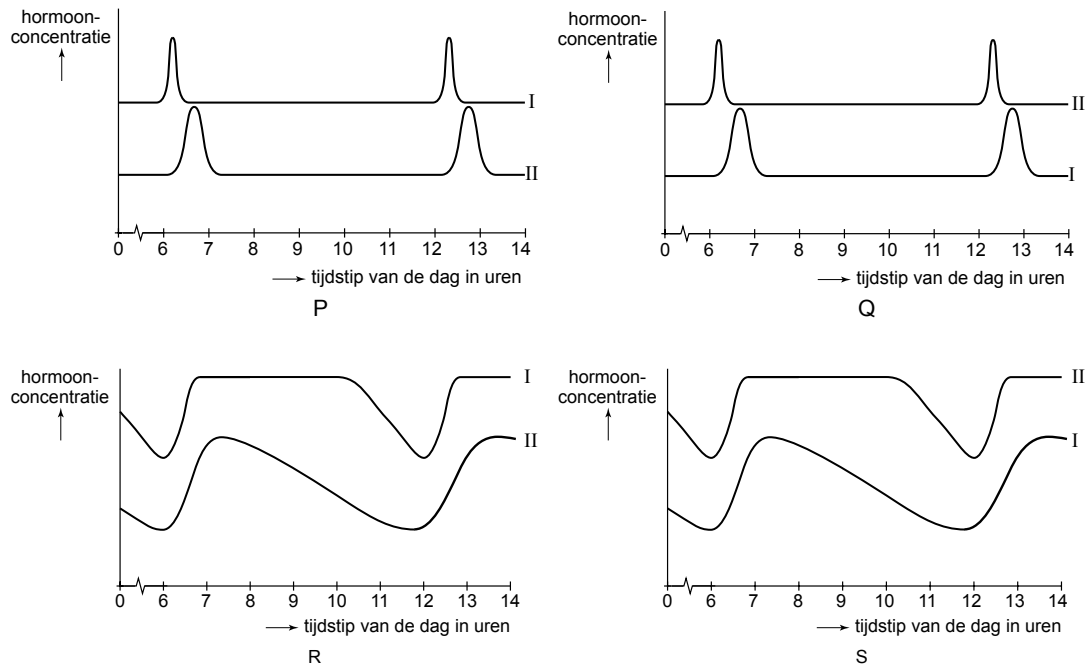 hormoon-
concentratie
I
II
0 6 7 8 9 10 11 12 13 14
tijdstip van de dag in uren
P
hormoon-
concentratie
II
I
0 6 7 8 9 10 11 12 13 14
tijdstip van de dag in uren
Q
hormoon-
concentratie
I
II
0 6 7 8 9 10 11 12 13 14
tijdstip van de dag in uren
R
hormoon-
concentratie
II
I
0 6 7 8 9 10 11 12 13 14
tijdstip van de dag in uren
S